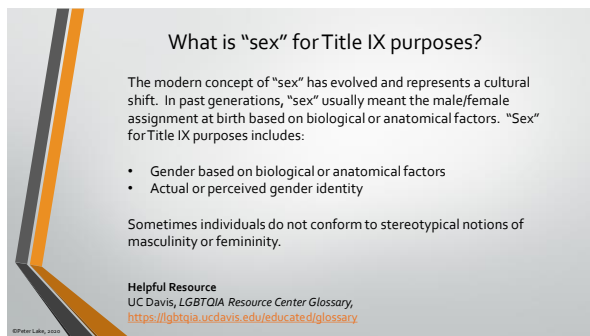 What is “sex” for Title IX purposes?
The modern concept of “sex” has evolved and represents a cultural
shift. In past generations, “sex” usually meant the male/female
assignment at birth based on biological or anatomical factors. “Sex”
for Title IX purposes includes:
• Gender based on biological or anatomical factors
• Actual or perceived gender identity
Sometimes individuals do not conform to stereotypical notions of
masculinity or femininity.
Helpful Resource
UC Davis, LGBTQIA Resource Center Glossary,
https://lgbtqia.ucdavis.edu/educated/glossary
©Peter Lake, 2020